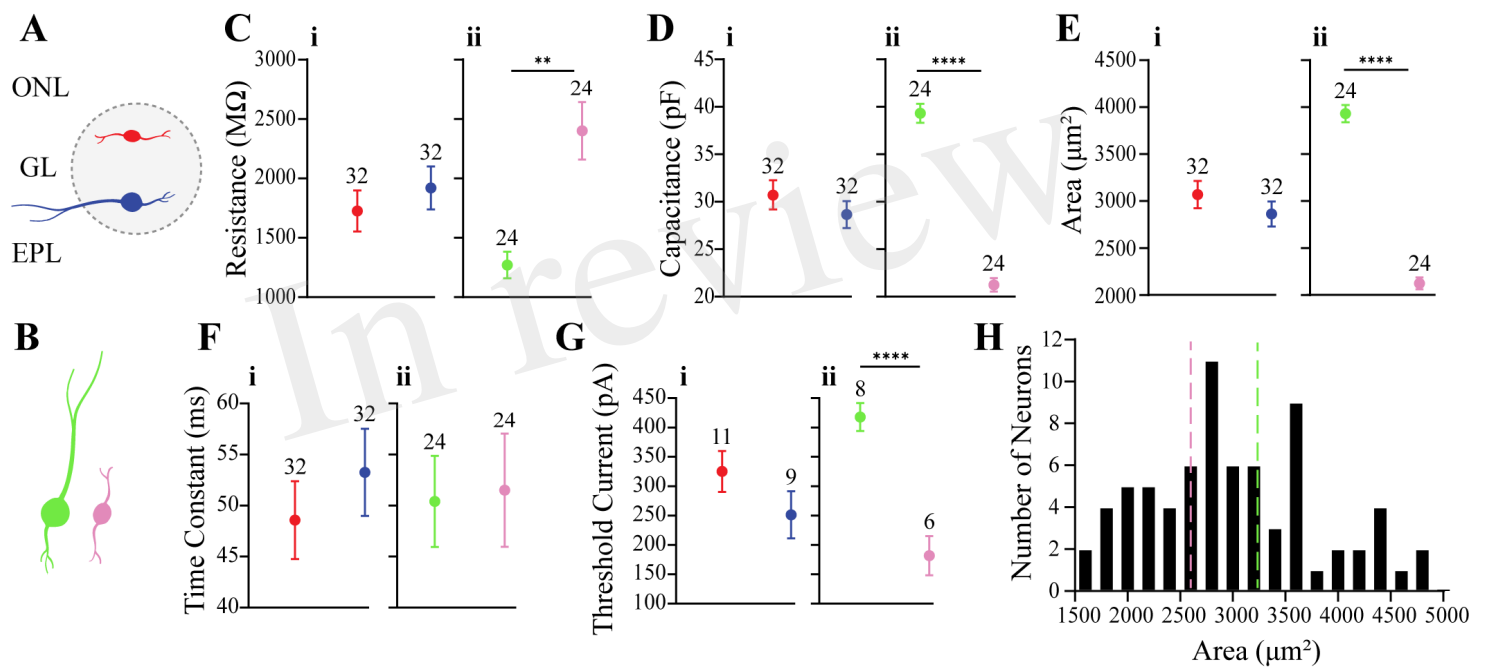 A
ONL
GL
EPL
B
C
i
ii
Resistance (MΩ)
3000
2500
2000
1500
1000
32
32
**
24
24
D
i
ii
Capacitance (pF)
45
40
35
30
25
20
32
32
****
24
24
E
i
ii
Area (μm²)
4500
4000
3500
3000
2500
2000
32
32
****
24
24
F
i
ii
Time Constant (ms)
60
55
50
45
40
32
32
24
24
G
i
ii
Threshold Current (pA)
450
400
350
300
250
200
150
100
11
9
****
8
6
H
Number of Neurons
12
10
8
6
4
2
0
1500 2000 2500 3000 3500 4000 4500 5000
Area (μm²)
In review